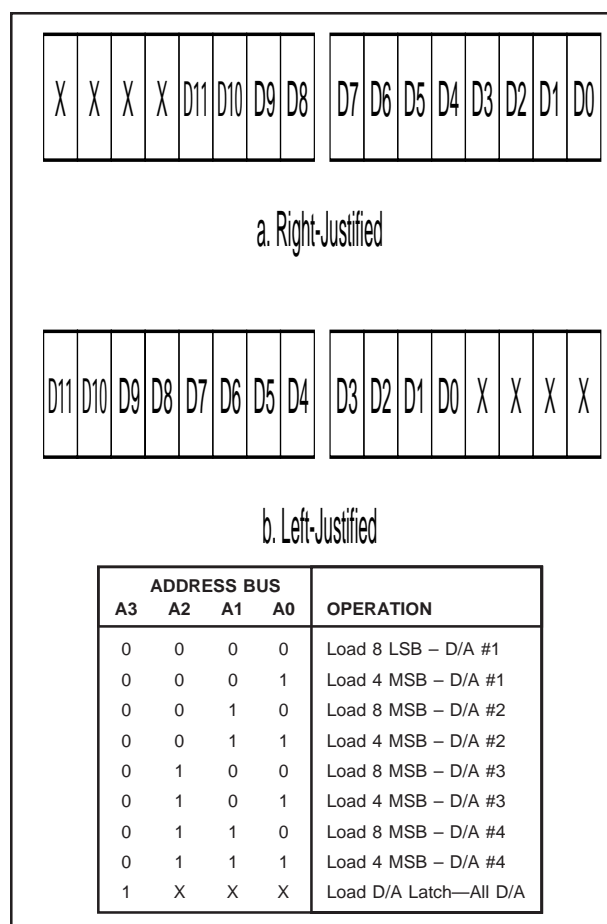 X X X X D11 D10 D9 D8 D7 D6 D5 D4 D3 D2 D1 D0
a. Right-Justified
D11 D10 D9 D8 D7 D6 D5 D4 D3 D2 D1 D0 X X X X
b. Left-Justified
ADDRESS BUS
A3 A2 A1 A0 OPERATION
0 0 0 0 Load 8 LSB – D/A #1
0 0 0 1 Load 4 MSB – D/A #1
0 0 1 0 Load 8 MSB – D/A #2
0 0 1 1 Load 4 MSB – D/A #2
0 1 0 0 Load 8 MSB – D/A #3
0 1 0 1 Load 4 MSB – D/A #3
0 1 1 0 Load 8 MSB – D/A #4
0 1 1 1 Load 4 MSB – D/A #4
1 X X X Load D/A Latch—All D/A